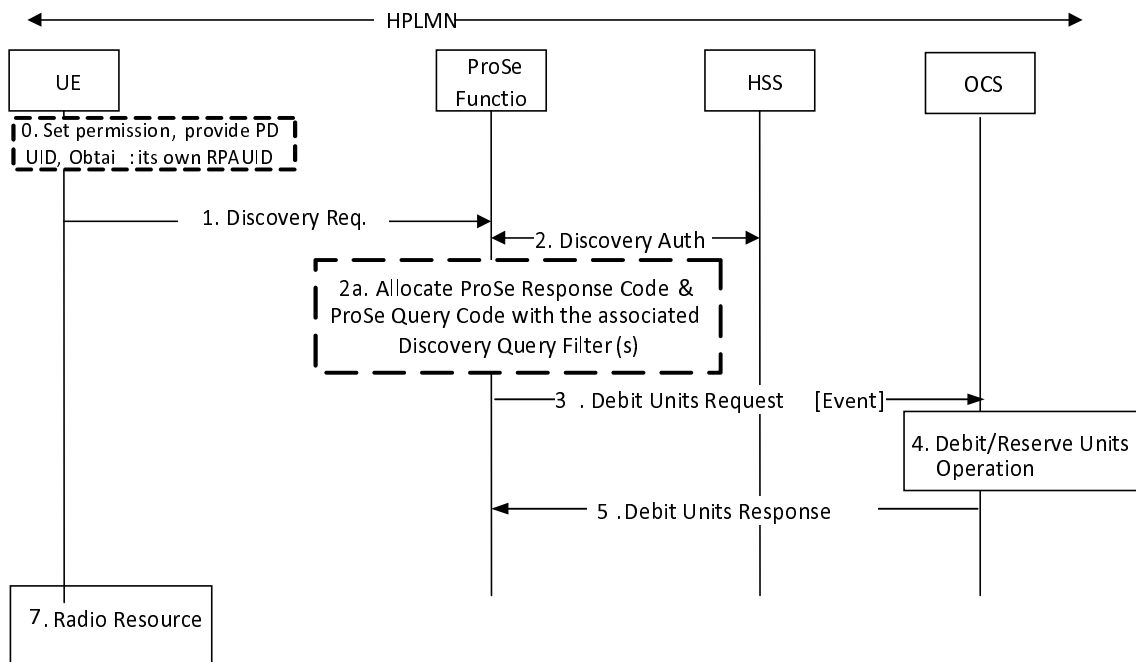 HPLMN
UE
ProSe
Functio
HSS
OCS
0. Set permission, provide PD
UID, Obtai : its own RPAUID
1. Discovery Req.
2. Discovery Auth
2a. Allocate ProSe Response Code &
ProSe Query Code with the associated
Discovery Query Filter(s)
3 . Debit Units Request [Event]
4. Debit/Reserve Units
Operation
5 . Debit Units Response
7. Radio Resource